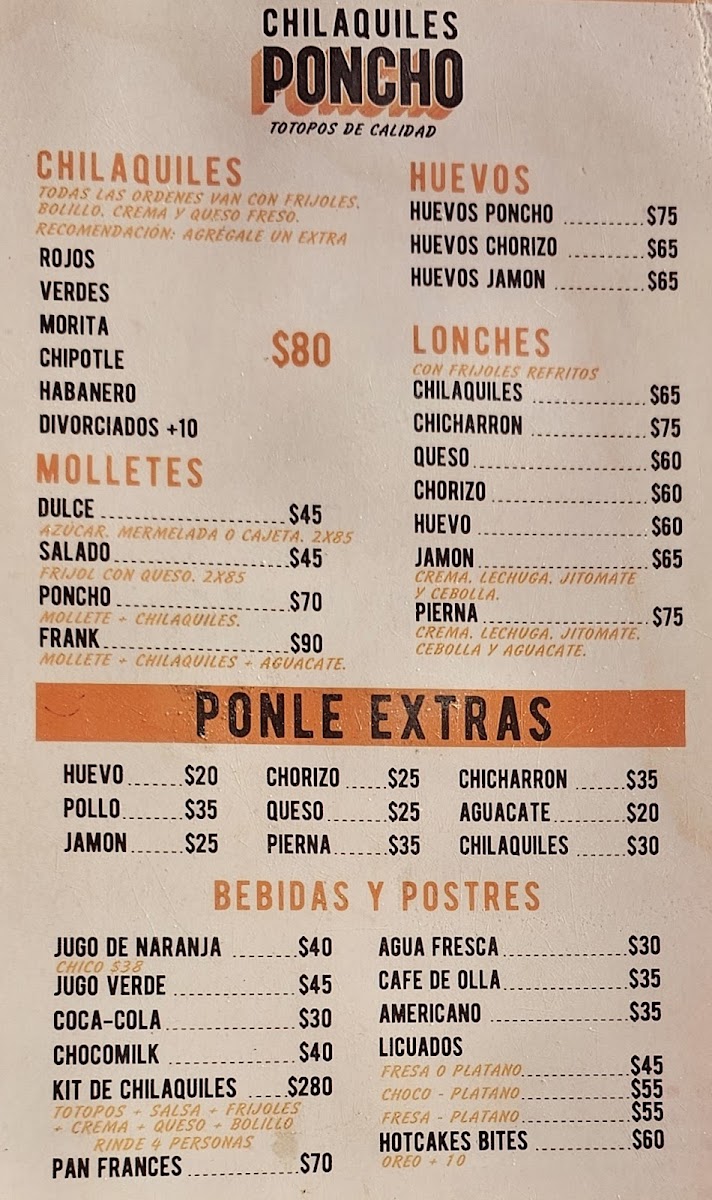 CHILAQUILES
PONCHO
TOTOPOS DE CALIDAD
CHILAQUILES
TODAS LAS ORDENES VAN CON FRIJOLES,
BOLILLO, CREMA Y QUESO FRESO.
RECOMENDACIÓN: AGRÉGALE UN EXTRA
ROJOS
VERDES
MORITA
CHIPOTLE
HABANERO
DIVORCIADOS +10
$80
MOLLETES
DULCE ........ $45
AZÚCAR, MERMELADA O CAJETA. 2X85
SALADO ........ $45
FRIJOL CON QUESO. 2X85
PONCHO ........ $70
MOLLETE + CHILAQUILES.
FRANK ........ $90
MOLLETE + CHILAQUILES + AGUACATE.
HUEVOS
HUEVOS PONCHO ........ $75
HUEVOS CHORIZO ........ $65
HUEVOS JAMON ........ $65
LONCHES
CON FRIJOLES REFRITOS
CHILAQUILES ........ $65
CHICHARRON ........ $75
QUESO ........ $60
CHORIZO ........ $60
HUEVO ........ $60
JAMON ........ $65
CREMA, LECHUGA, JITOMATE
Y CEBOLLA.
PIERNA ........ $75
CREMA, LECHUGA, JITOMATE,
CEBOLLA Y AGUACATE.
PONLE EXTRAS
HUEVO ...... $20 CHORIZO ..... $25 CHICHARRON ...... $35
POLLO ...... $35 QUESO ...... $25 AGUACATE ...... $20
JAMON ...... $25 PIERNA ...... $35 CHILAQUILES ...... $30
BEBIDAS Y POSTRES
JUGO DE NARANJA ........ $40
CHICO $38
JUGO VERDE ........ $45
COCA-COLA ........ $30
CHOCOMILK ........ $40
KIT DE CHILAQUILES ..... $280
TOTOPOS + SALSA + FRIJOLES
+ CREMA + QUESO + BOLILLO
RINDE 4 PERSONAS
PAN FRANCES ........ $70
AGUA FRESCA ........ $30
CAFE DE OLLA ........ $35
AMERICANO ........ $35
LICUADOS
FRESA O PLATANO ........ $45
CHOCO - PLATANO ........ $55
FRESA - PLATANO ........ $55
HOTCAKES BITES ........ $60
OREO + 10